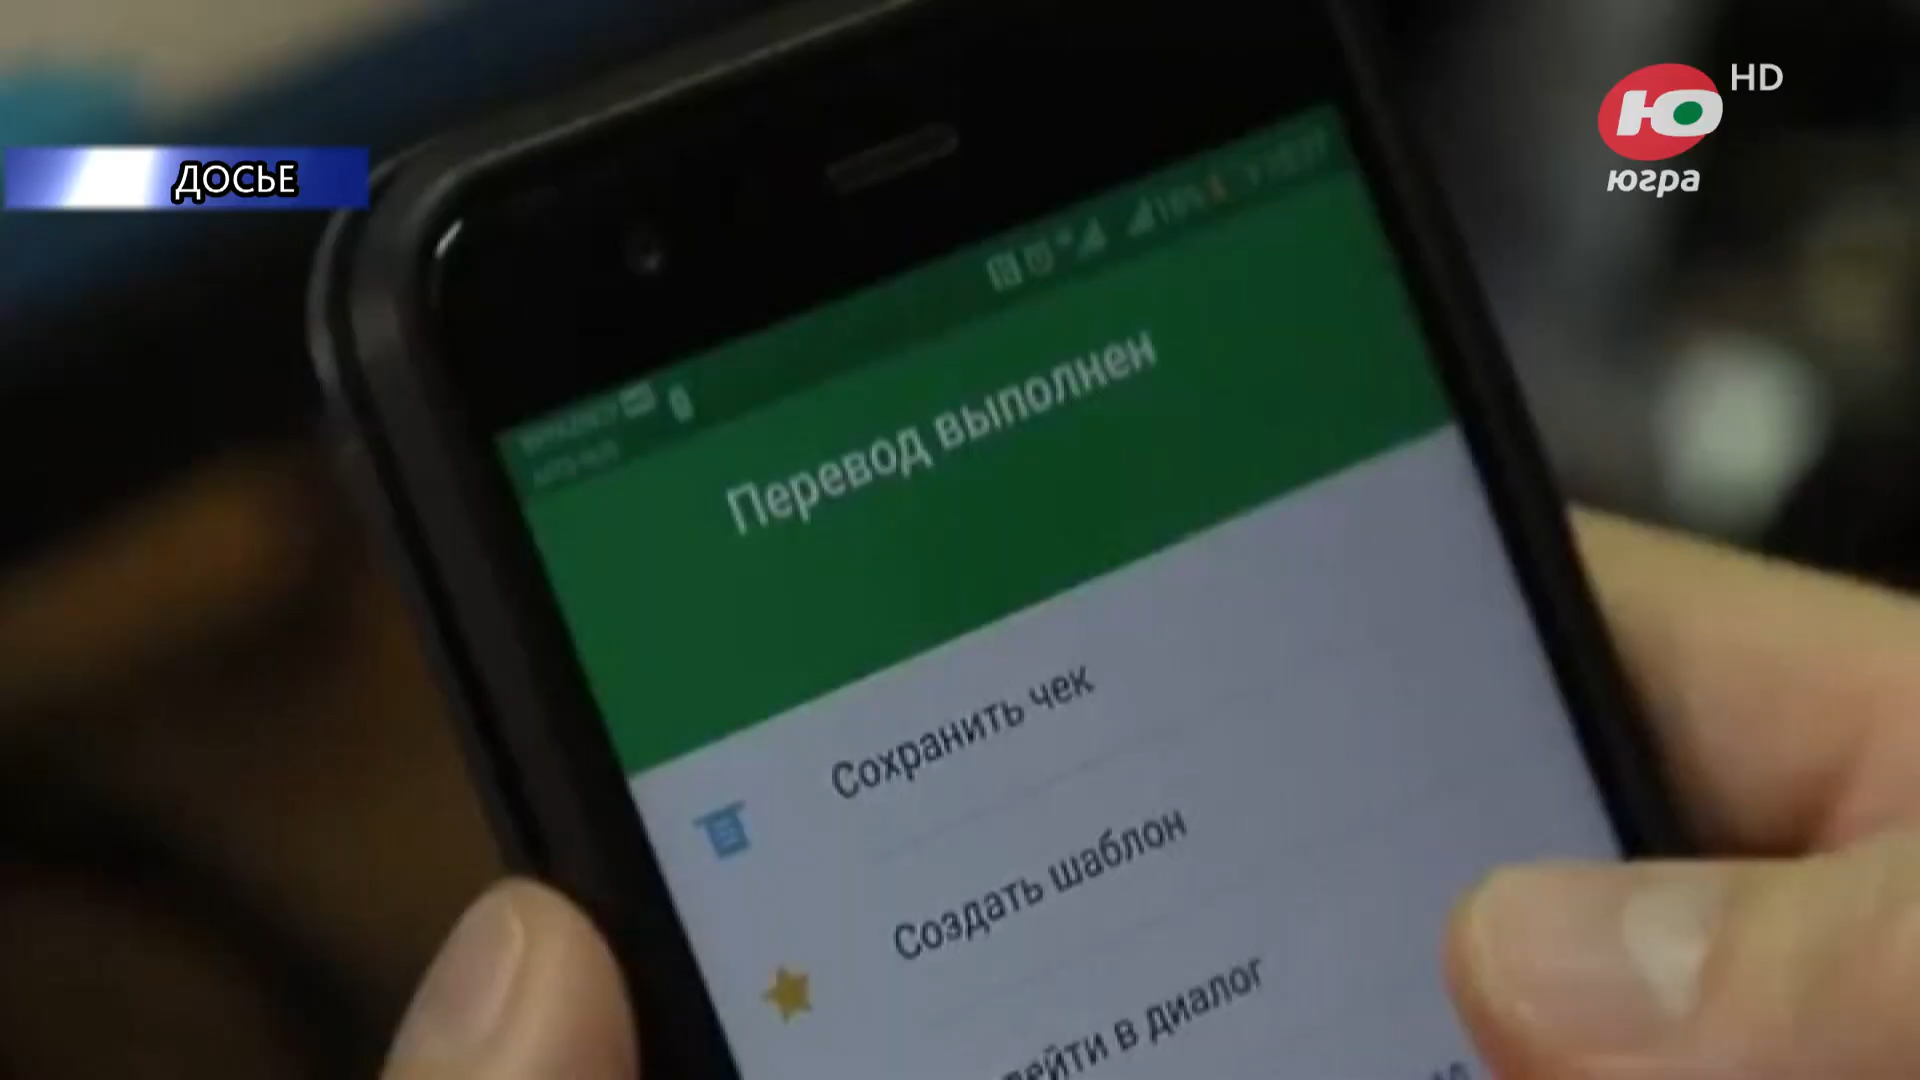 HD
Ю
югра
ДОСЬЕ
Перевод выполнен
Сохранить чек
Создать шаблон
в диалог